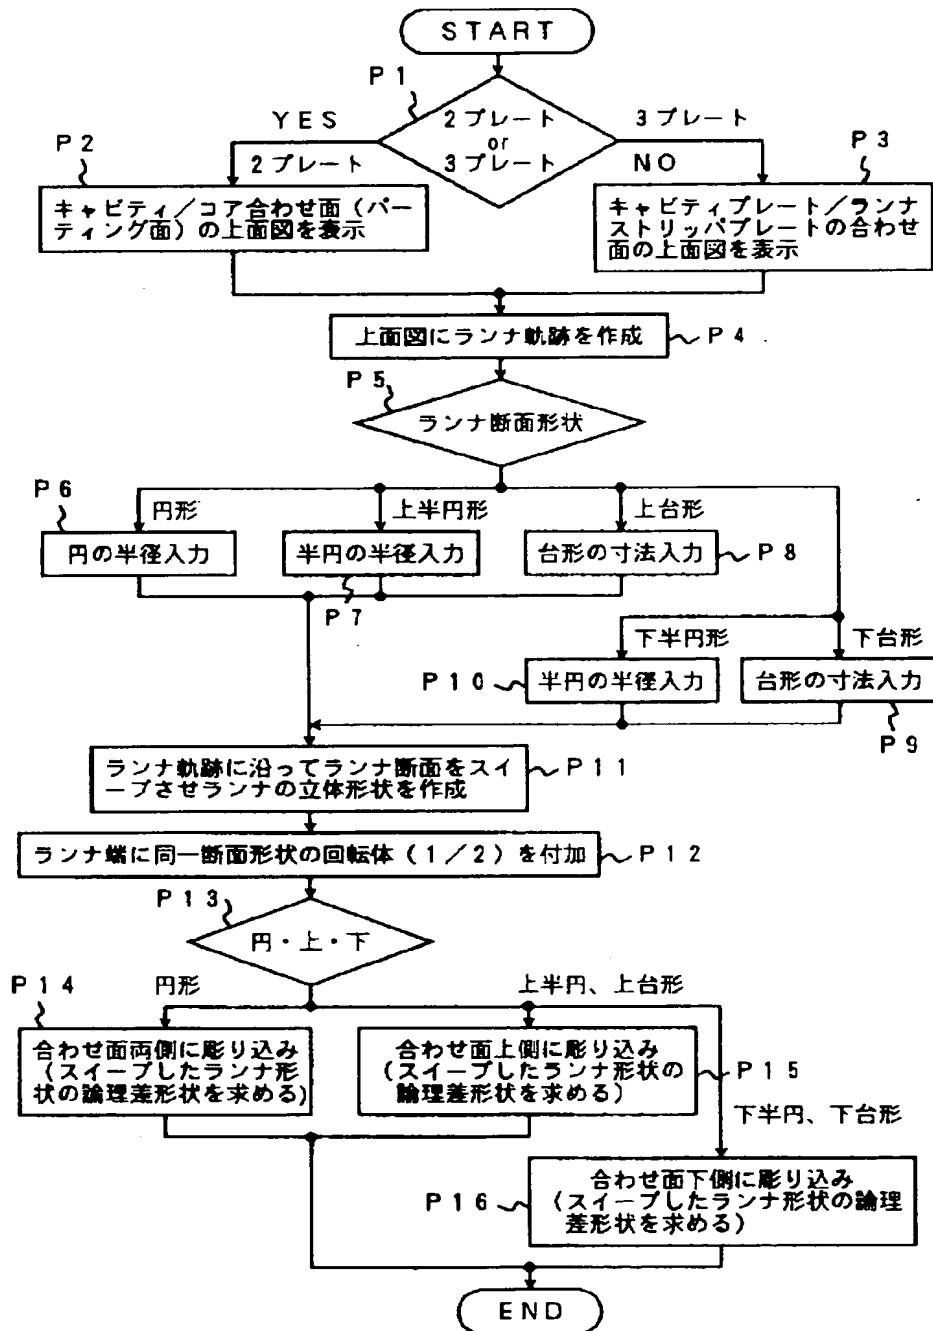 START
P1
YES
2プレート
or
3プレート
3プレート
P2
2プレート
NO
P3
キャビティ／コア合わせ面（パー
ティング面）の上面図を表示
キャビティプレート／ランナ
ストリッパプレートの合わせ
面の上面図を表示
上面図にランナ軌跡を作成
P4
P5
ランナ断面形状
P6
円形
上半円形
上台形
円の半径入力
半円の半径入力
台形の寸法入力
P8
P7
下半円形
下台形
P10
半円の半径入力
台形の寸法入力
P9
ランナ軌跡に沿ってランナ断面をスイ
ープさせランナの立体形状を作成
P11
ランナ端に同一断面形状の回転体（1／2）を付加
P12
P13
円・上・下
P14
円形
上半円、上台形
合わせ面両側に彫り込み
(スイープしたランナ形
状の論理差形状を求める)
合わせ面上側に彫り込み
(スイープしたランナ形状の
論理差形状を求める)
P15
下半円、下台形
合わせ面下側に彫り込み
(スイープしたランナ形状の論理
差形状を求める)
P16
END